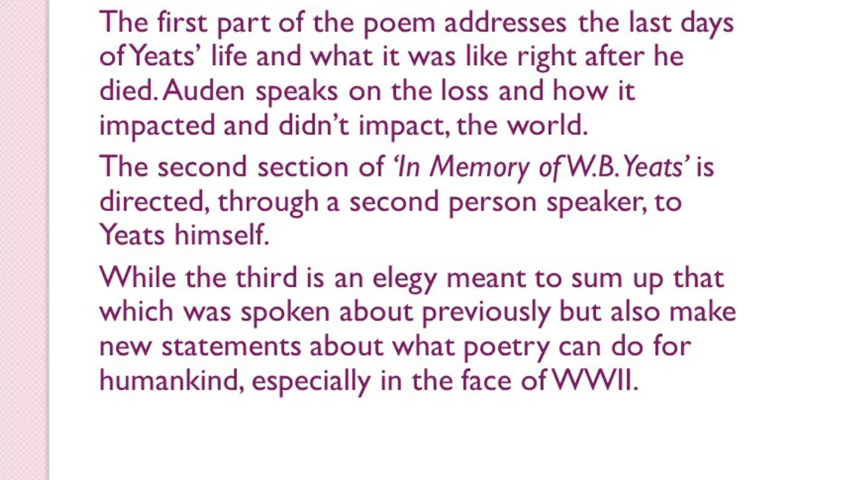 The first part of the poem addresses the last days
of Yeats’ life and what it was like right after he
died. Auden speaks on the loss and how it
impacted and didn’t impact, the world.
The second section of ‘In Memory of W.B. Yeats’ is
directed, through a second person speaker, to
Yeats himself.
While the third is an elegy meant to sum up that
which was spoken about previously but also make
new statements about what poetry can do for
humankind, especially in the face of WWII.